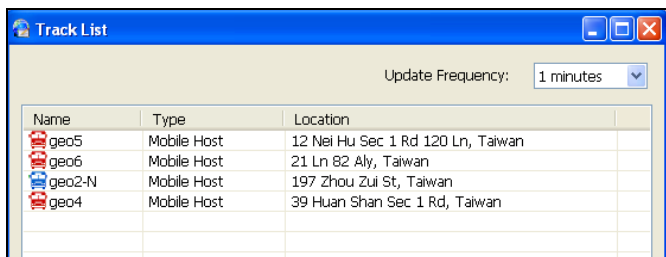 Track List
Update Frequency: 1 minutes
Name Type Location
geo5 Mobile Host 12 Nei Hu Sec 1 Rd 120 Ln, Taiwan
geo6 Mobile Host 21 Ln 82 Aly, Taiwan
geo2-N Mobile Host 197 Zhou Zui St, Taiwan
geo4 Mobile Host 39 Huan Shan Sec 1 Rd, Taiwan